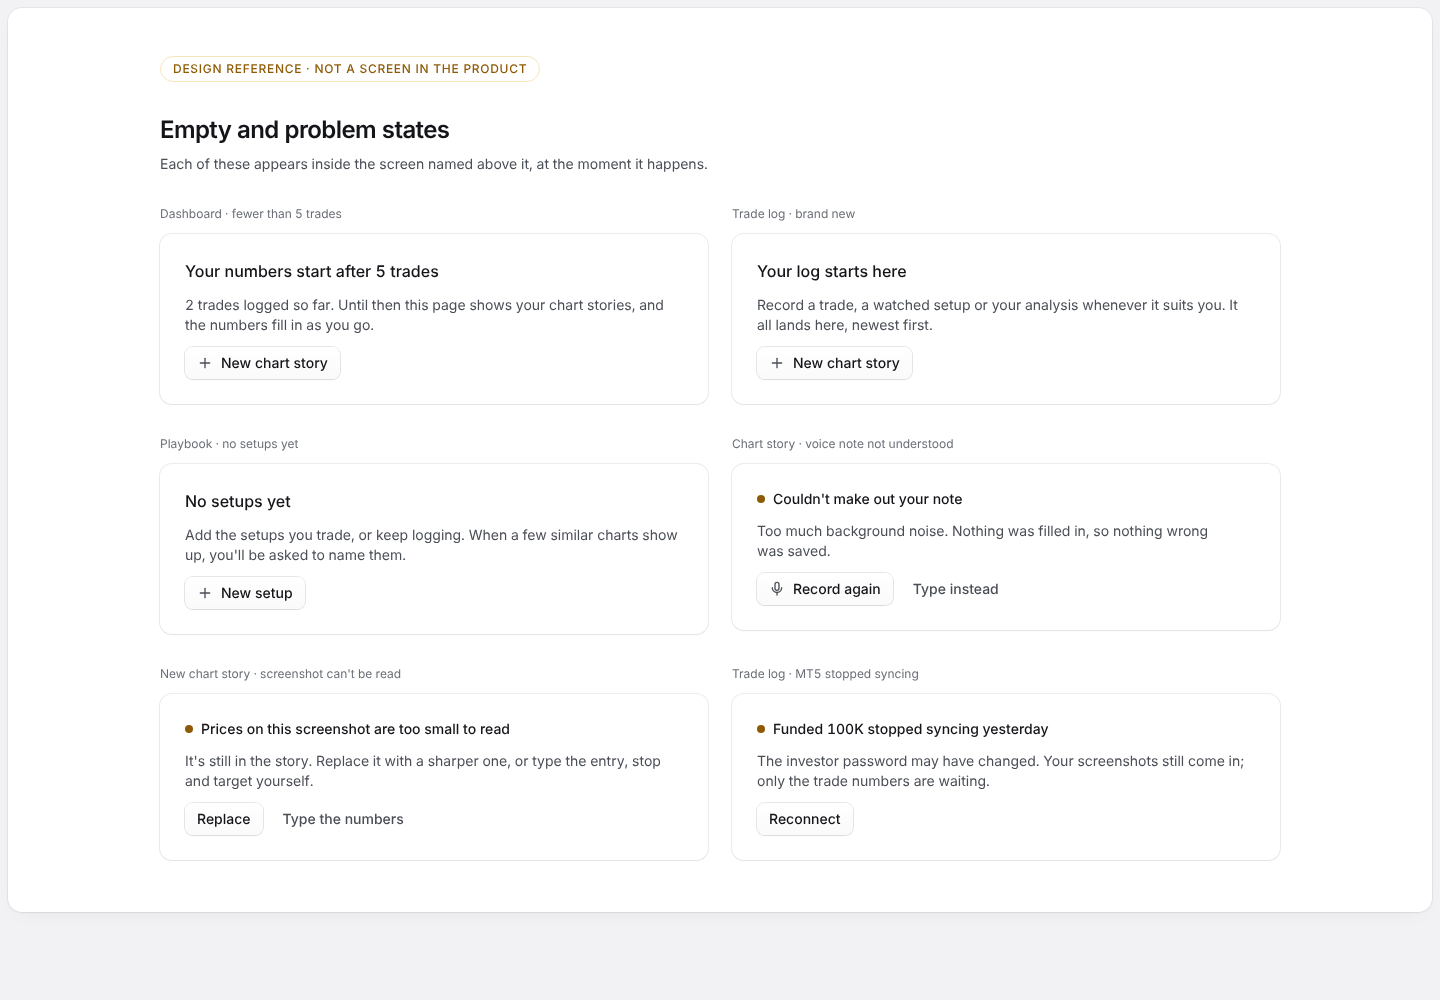 DESIGN REFERENCE · NOT A SCREEN IN THE PRODUCT
Empty and problem states
Each of these appears inside the screen named above it, at the moment it happens.
Dashboard · fewer than 5 trades
Your numbers start after 5 trades
2 trades logged so far. Until then this page shows your chart stories, and
the numbers fill in as you go.
New chart story
Trade log · brand new
Your log starts here
Record a trade, a watched setup or your analysis whenever it suits you. It
all lands here, newest first.
New chart story
Playbook · no setups yet
No setups yet
Add the setups you trade, or keep logging. When a few similar charts show
up, you'll be asked to name them.
New setup
Chart story · voice note not understood
Couldn't make out your note
Too much background noise. Nothing was filled in, so nothing wrong
was saved.
Record again
Type instead
New chart story · screenshot can't be read
Prices on this screenshot are too small to read
It's still in the story. Replace it with a sharper one, or type the entry, stop
and target yourself.
Replace
Type the numbers
Trade log · MT5 stopped syncing
Funded 100K stopped syncing yesterday
The investor password may have changed. Your screenshots still come in;
only the trade numbers are waiting.
Reconnect